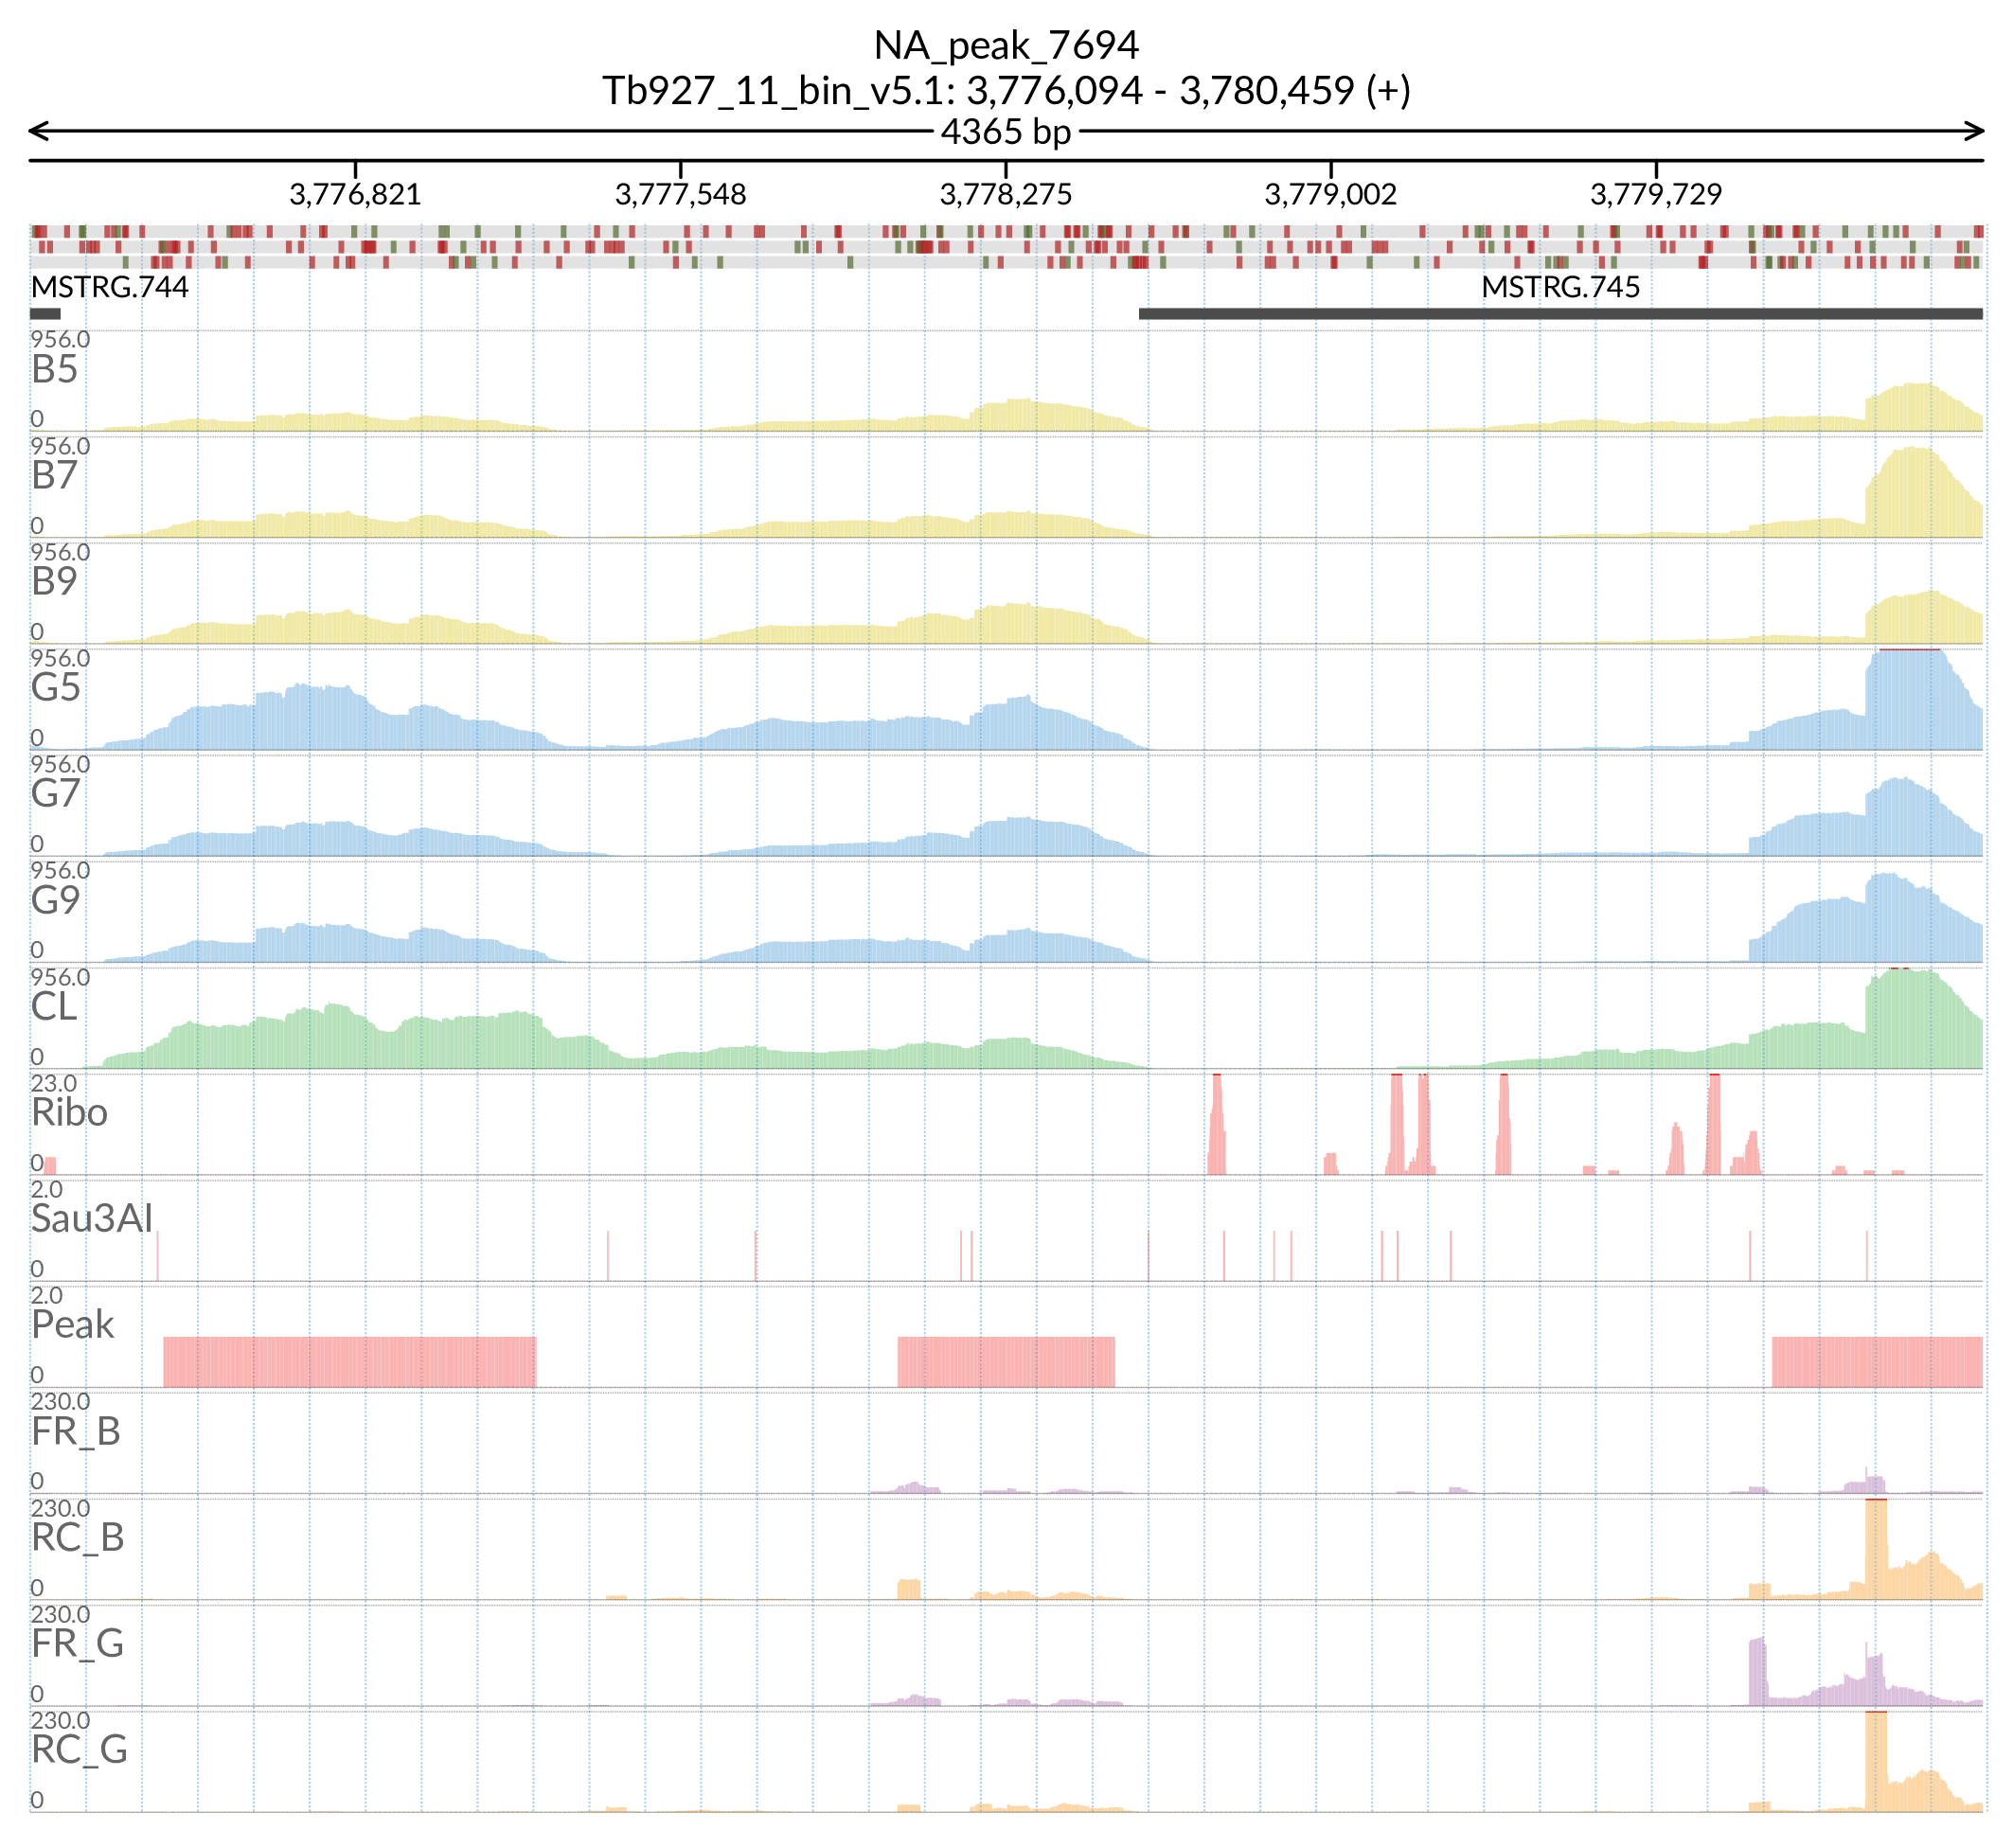 NA_peak_7694
Tb927_11_bin_v5.1: 3,776,094 - 3,780,459 (+)
4365 bp
3,776,821 3,777,548 3,778,275 3,779,002 3,779,729
MSTRG.744 MSTRG.745
956.0
B5
0
956.0
B7
0
956.0
B9
0
956.0
G5
0
956.0
G7
0
956.0
G9
0
956.0
CL
0
23.0
Ribo
0
2.0
Sau3AI
0
2.0
Peak
0
230.0
FR_B
0
230.0
RC_B
0
230.0
FR_G
0
230.0
RC_G
0